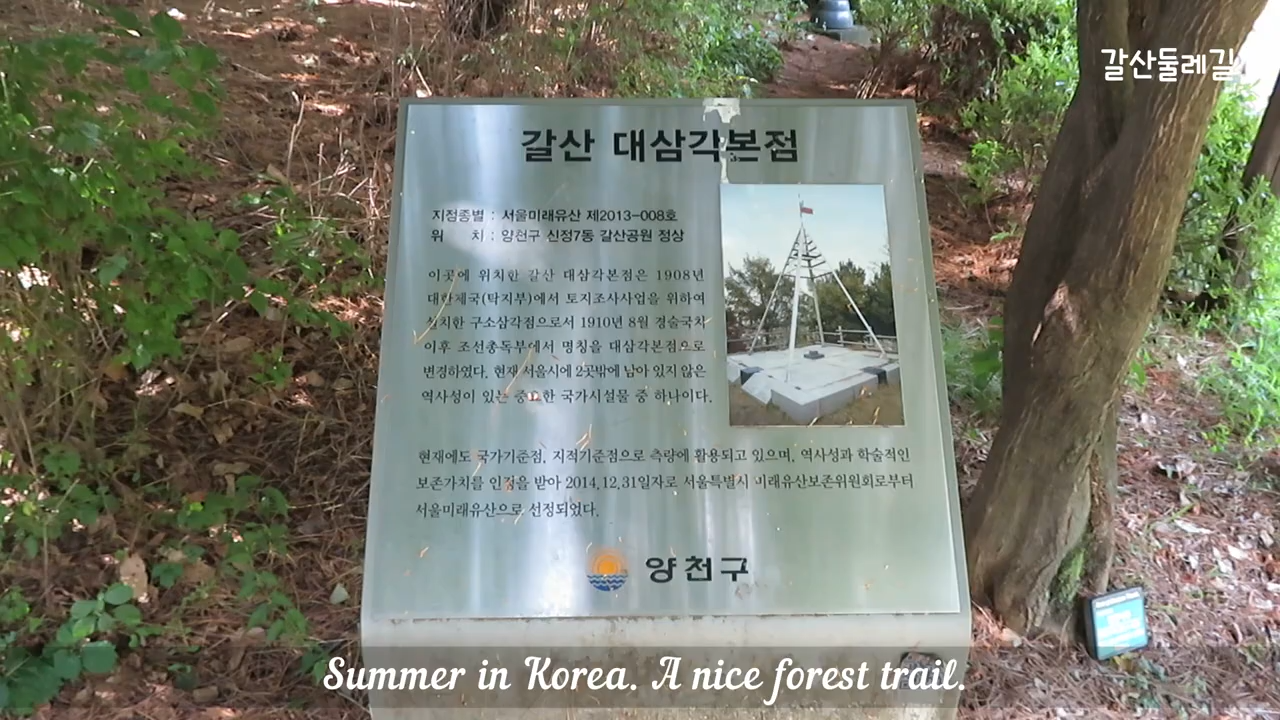 갈산둘레길
갈산 대삼각본점
지정종별 : 서울미래유산 제2013-008호
위 치 : 양천구 신정7동 갈산공원 정상
이곳에 위치한 갈산 대삼각본점은 1908년
대한제국(탁지부)에서 토지조사사업을 위하여
설치한 구소삼각점으로서 1910년 8월 경술국치
이후 조선총독부에서 명칭을 대삼각본점으로
변경하였다. 현재 서울시에 2곳밖에 남아 있지 않은
역사성이 있는 중요한 국가시설물 중 하나이다.
현재에도 국가기준점, 지적기준점으로 측량에 활용되고 있으며, 역사성과 학술적인
보존가치를 인정을 받아 2014.12.31일자로 서울특별시 미래유산보존위원회로부터
서울미래유산으로 선정되었다.
양천구
Summer in Korea. A nice forest trail.